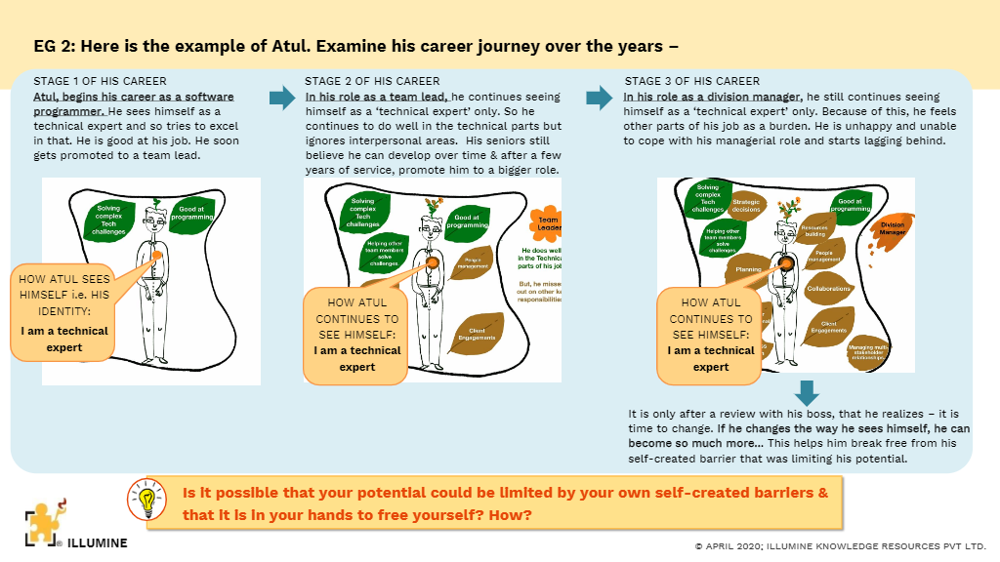 EG 2: Here is the example of Atul. Examine his career journey over the years –
STAGE 1 OF HIS CAREER
Atul, begins his career as a software
programmer. He sees himself as a
technical expert and so tries to excel
in that. He is good at his job. He soon
gets promoted to a team lead.
Solving
complex
Tech
challenges
Good at
programming
HOW ATUL SEES
HIMSELF i.e. HIS
IDENTITY:
I am a technical
expert
STAGE 2 OF HIS CAREER
In his role as a team lead, he continues seeing
himself as a ‘technical expert’ only. So he
continues to do well in the technical parts but
ignores interpersonal areas.  His seniors still
believe he can develop over time & after a few
years of service, promote him to a bigger role.
Solving
complex
Tech
challenges
Good at
programming
Helping other
team members
solve
challenges
People
management
Client
Engagements
Team
Leader
He does well
in the Technic
parts of his jo
But, he misse
out on other k
responsibilitie
HOW ATUL
CONTINUES TO
SEE HIMSELF:
I am a technical
expert
STAGE 3 OF HIS CAREER
In his role as a division manager, he still continues seeing
himself as a ‘technical expert’ only. Because of this, he feels
other parts of his job as a burden. He is unhappy and unable
to cope with his managerial role and starts lagging behind.
Solving
complex
Tech
challenges
Strategic
decisions
Good at
programming
Helping other
team members
solve
challenges
Resources
building
People
management
Planning
Collaborations
Client
Engagements
Managing multi-
stakeholder
relationships
Division
Manager
HOW ATUL
CONTINUES TO
SEE HIMSELF:
I am a technical
expert
It is only after a review with his boss, that he realizes – it is
time to change. If he changes the way he sees himself, he can
become so much more... This helps him break free from his
self-created barrier that was limiting his potential.
Is it possible that your potential could be limited by your own self-created barriers &
that it is in your hands to free yourself? How?
® ILLUMINE
© APRIL 2020; ILLUMINE KNOWLEDGE RESOURCES PVT LTD.